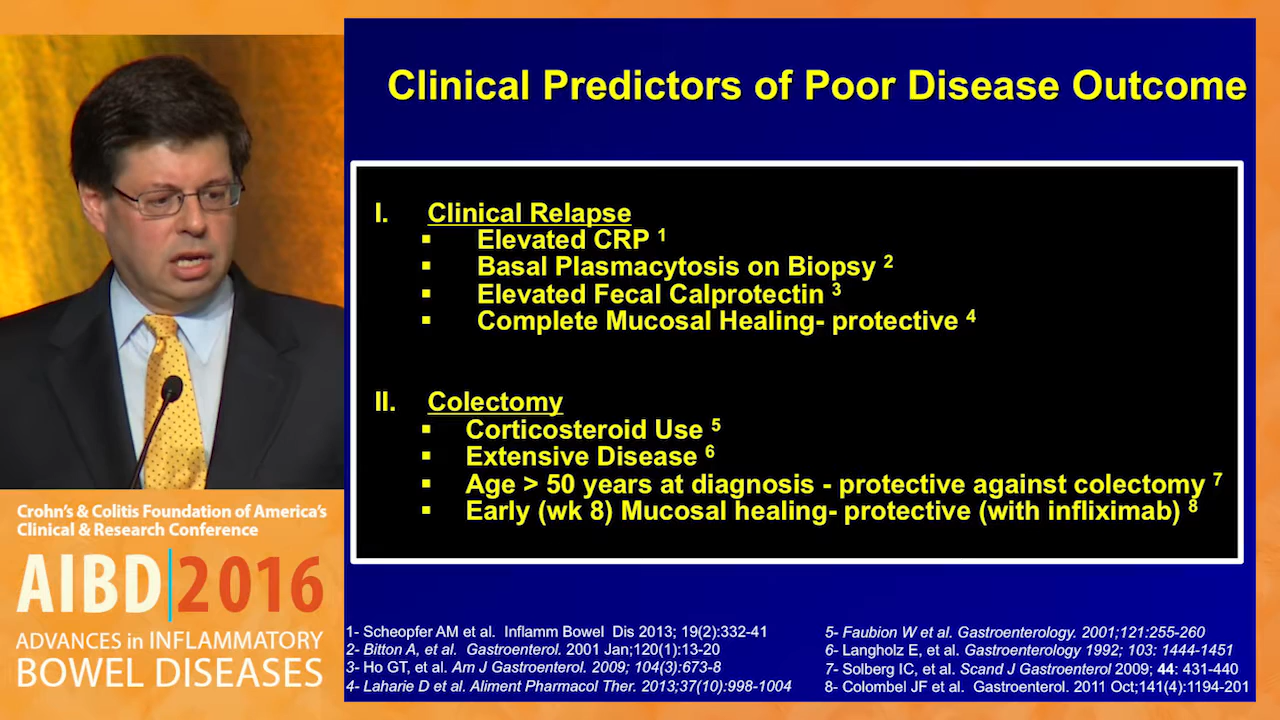 Clinical Predictors of Poor Disease Outcome
I. Clinical Relapse
▪ Elevated CRP 1
▪ Basal Plasmacytosis on Biopsy 2
▪ Elevated Fecal Calprotectin 3
▪ Complete Mucosal Healing- protective 4
II. Colectomy
▪ Corticosteroid Use 5
▪ Extensive Disease 6
▪ Age > 50 years at diagnosis - protective against colectomy 7
▪ Early (wk 8) Mucosal healing- protective (with infliximab) 8
1- Scheopfer AM et al. Inflamm Bowel Dis 2013; 19(2):332-41
2- Bitton A, et al. Gastroenterol. 2001 Jan;120(1):13-20
3- Ho GT, et al. Am J Gastroenterol. 2009; 104(3):673-8
4- Laharie D et al. Aliment Pharmacol Ther. 2013;37(10):998-1004
5- Faubion W et al. Gastroenterology. 2001;121:255-260
6- Langholz E, et al. Gastroenterology 1992; 103: 1444-1451
7- Solberg IC, et al. Scand J Gastroenterol 2009; 44: 431-440
8- Colombel JF et al. Gastroenterol. 2011 Oct;141(4):1194-201
Crohn's & Colitis Foundation of America's
Clinical & Research Conference
AIBD|2016
ADVANCES in INFLAMMATORY
BOWEL DISEASES